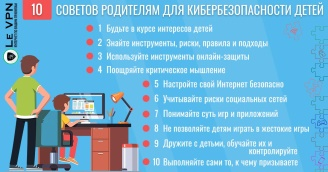 LE VPN
10 СОВЕТОВ РОДИТЕЛЯМ ДЛЯ КИБЕРБЕЗОПАСНОСТИ ДЕТЕЙ
1 Будьте в курсе интересов детей
2 Знайте инструменты, риски, правила и подходы
3 Используйте инструменты онлайн-защиты
4 Поощряйте критическое мышление
5 Настройте свой Интернет безопасно
6 Учитывайте риски социальных сетей
7 Понимайте суть игр и приложений
8 Не позволяйте детям играть в жестокие игры
9 Дружите с детьми, обучайте их и
контролируйте
10 Выполняйте сами то, к чему призываете